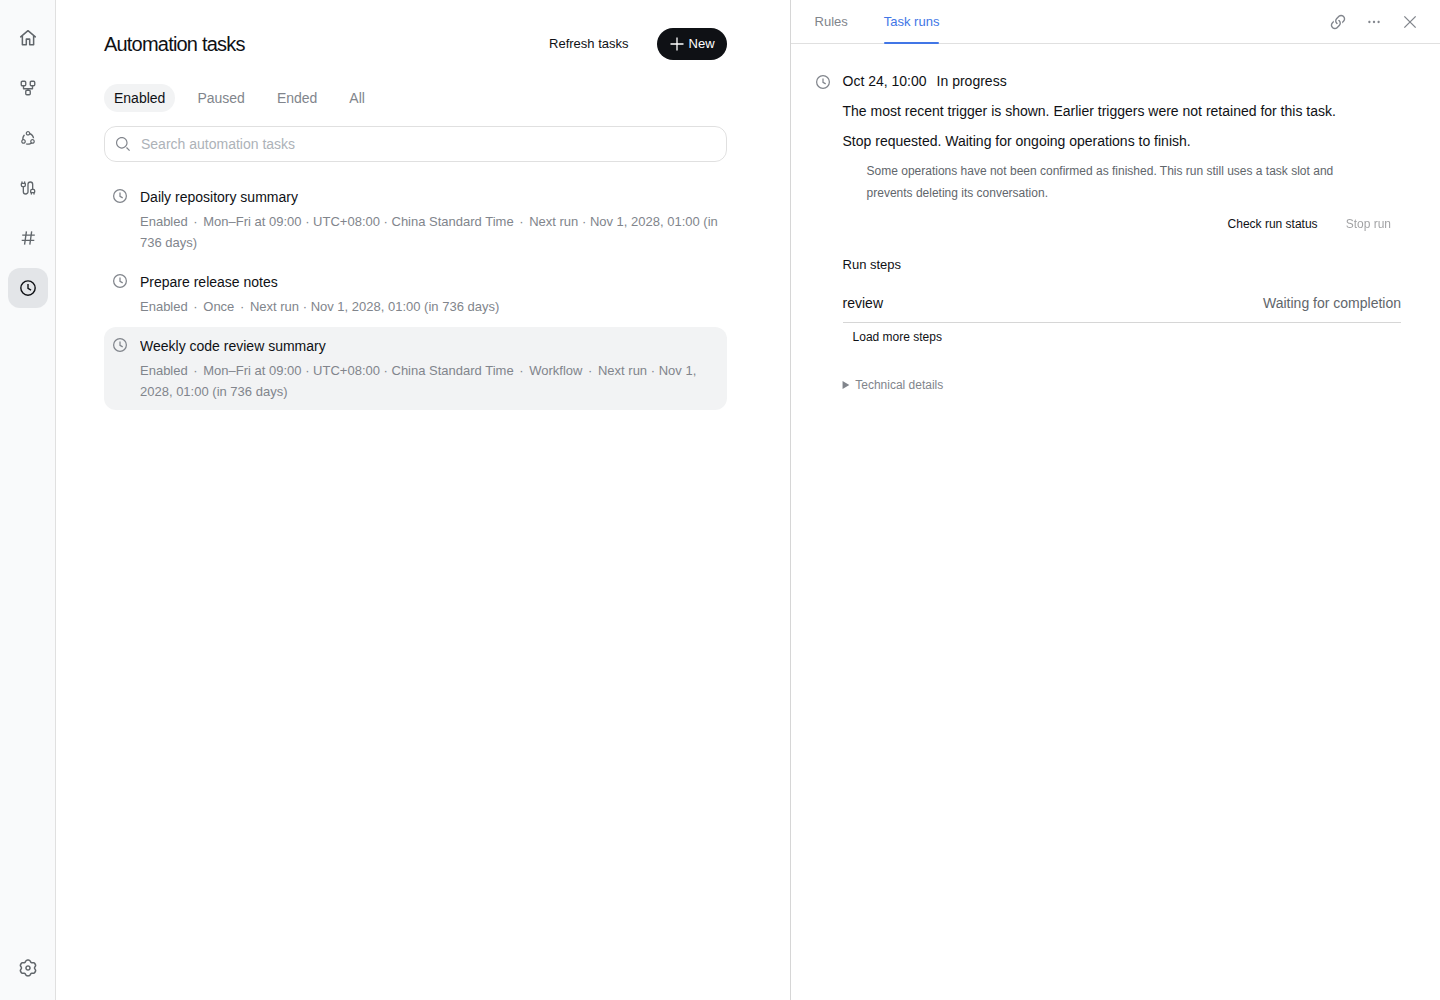 Automation tasks
Refresh tasks
New
Enabled
Paused
Ended
All
Search automation tasks
Daily repository summary
Enabled · Mon–Fri at 09:00 · UTC+08:00 · China Standard Time · Next run · Nov 1, 2028, 01:00 (in
736 days)
Prepare release notes
Enabled · Once · Next run · Nov 1, 2028, 01:00 (in 736 days)
Weekly code review summary
Enabled · Mon–Fri at 09:00 · UTC+08:00 · China Standard Time · Workflow · Next run · Nov 1,
2028, 01:00 (in 736 days)
Rules
Task runs
Oct 24, 10:00 In progress
The most recent trigger is shown. Earlier triggers were not retained for this task.
Stop requested. Waiting for ongoing operations to finish.
Some operations have not been confirmed as finished. This run still uses a task slot and
prevents deleting its conversation.
Check run status
Stop run
Run steps
review
Waiting for completion
Load more steps
Technical details